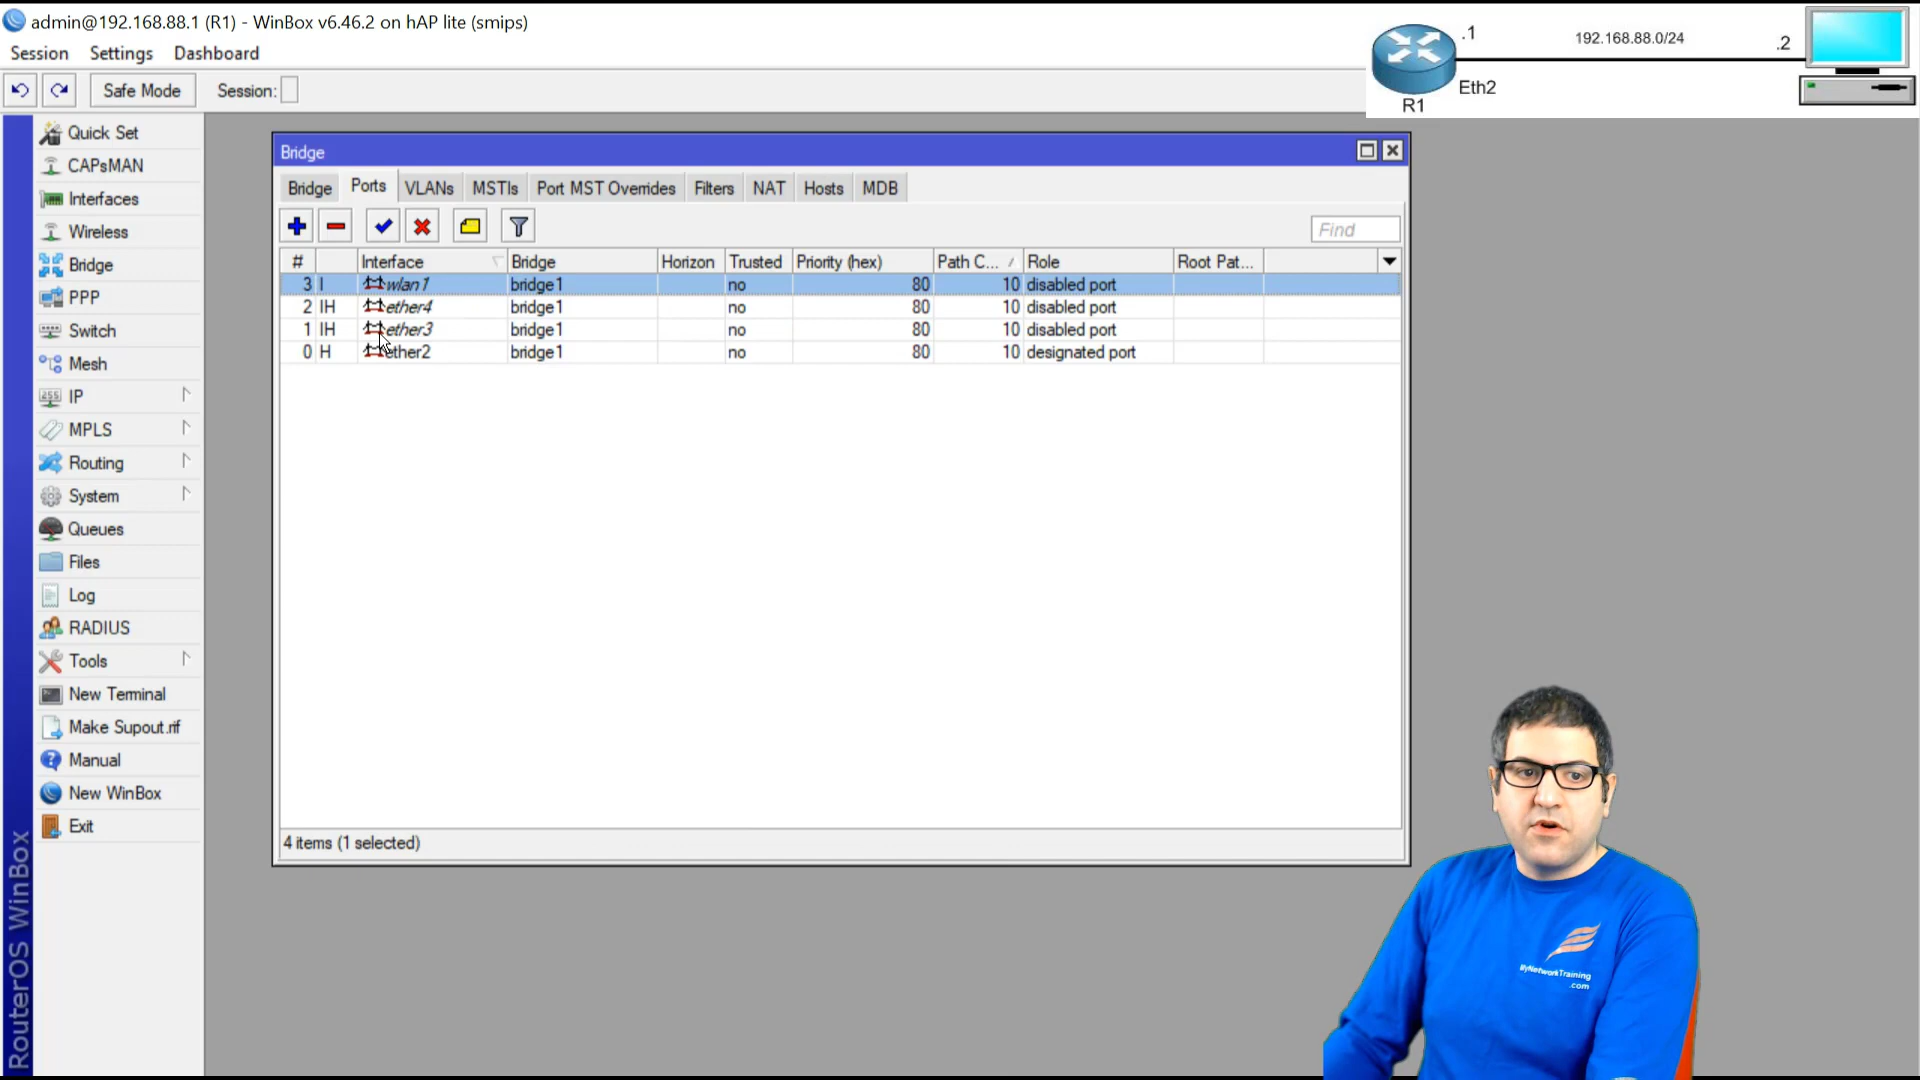 admin@192.168.88.1 (R1) - WinBox v6.46.2 on hAP lite (smips)
Session Settings Dashboard
Safe Mode Session:
.1 192.168.88.0/24 .2
Eth2
R1
Quick Set
CAPsMAN
Interfaces
Wireless
Bridge
PPP
Switch
Mesh
IP
MPLS
Routing
System
Queues
Files
Log
RADIUS
Tools
New Terminal
Make Supout.rif
Manual
New WinBox
Exit
RouterOS WinBox
Bridge
Bridge Ports VLANs MSTIs Port MST Overrides Filters NAT Hosts MDB
Find
# Interface Bridge Horizon Trusted Priority (hex) Path C... Role Root Pat...
3 I wlan1 bridge1 no 80 10 disabled port
2 IH ether4 bridge1 no 80 10 disabled port
1 IH ether3 bridge1 no 80 10 disabled port
0 H ether2 bridge1 no 80 10 designated port
4 items (1 selected)
MyNetworkTraining
.com